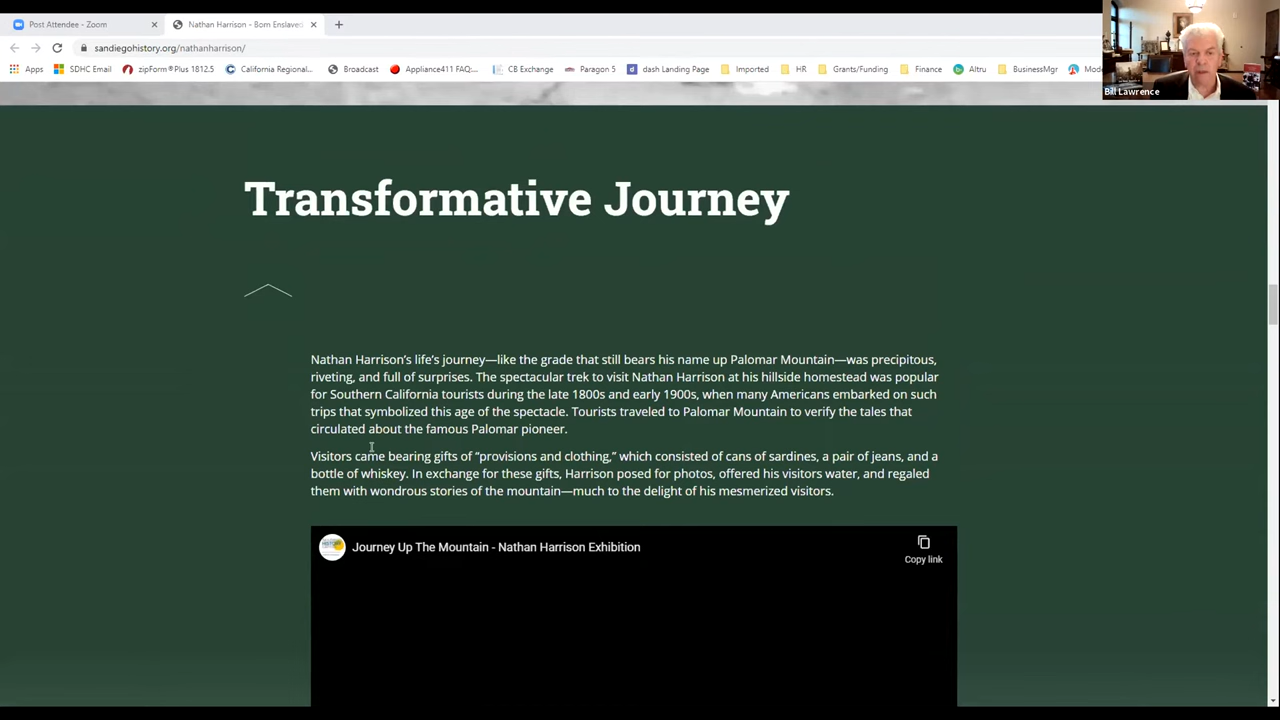 Post Attendee - Zoom
Nathan Harrison - Born Enslaved
sandiegohistory.org/nathanharrison/
Apps SDHC Email zipForm® Plus 1812.5 California Regional... Broadcast Appliance411 FAQ:... CB Exchange Paragon 5 dash Landing Page Imported HR Grants/Funding Finance Altru BusinessMgr
Bill Lawrence
Transformative Journey
Nathan Harrison's life's journey—like the grade that still bears his name up Palomar Mountain—was precipitous,
riveting, and full of surprises. The spectacular trek to visit Nathan Harrison at his hillside homestead was popular
for Southern California tourists during the late 1800s and early 1900s, when many Americans embarked on such
trips that symbolized this age of the spectacle. Tourists traveled to Palomar Mountain to verify the tales that
circulated about the famous Palomar pioneer.
Visitors came bearing gifts of "provisions and clothing," which consisted of cans of sardines, a pair of jeans, and a
bottle of whiskey. In exchange for these gifts, Harrison posed for photos, offered his visitors water, and regaled
them with wondrous stories of the mountain—much to the delight of his mesmerized visitors.
Journey Up The Mountain - Nathan Harrison Exhibition
Copy link